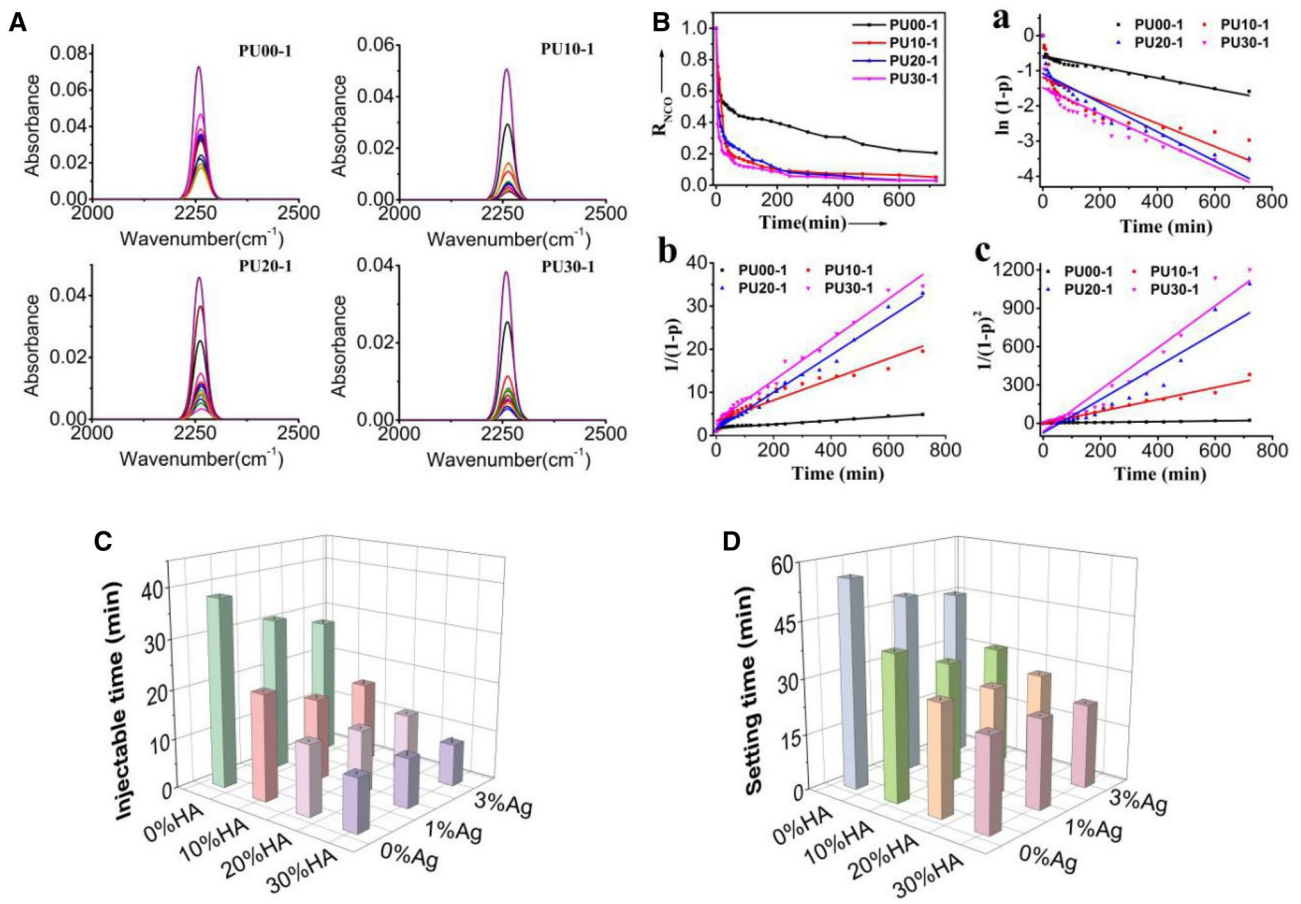 A
PU00-1
Absorbance
0.08
0.06
0.04
0.02
0.00
2000 2250 2500
Wavenumber(cm⁻¹)
PU10-1
Absorbance
0.06
0.04
0.02
0.00
2000 2250 2500
Wavenumber(cm⁻¹)
PU20-1
Absorbance
0.04
0.02
0.00
2000 2250 2500
Wavenumber(cm⁻¹)
PU30-1
Absorbance
0.04
0.02
0.00
2000 2250 2500
Wavenumber(cm⁻¹)
B
PU00-1
PU10-1
PU20-1
PU30-1
R_NCO
1.0
0.8
0.6
0.4
0.2
0.0
0 200 400 600
Time(min)
a
PU00-1 PU10-1
PU20-1 PU30-1
ln (1-p)
0
-1
-2
-3
-4
0 200 400 600 800
Time (min)
b
PU00-1 PU10-1
PU20-1 PU30-1
1/(1-p)
40
30
20
10
0
0 200 400 600 800
Time (min)
c
PU00-1 PU10-1
PU20-1 PU30-1
1/(1-p)²
1200
900
600
300
0
0 200 400 600 800
Time (min)
C
Injectable time (min)
40
30
20
10
0
0%HA
10%HA
20%HA
30%HA
0%Ag
1%Ag
3%Ag
D
Setting time (min)
60
45
30
15
0
0%HA
10%HA
20%HA
30%HA
0%Ag
1%Ag
3%Ag